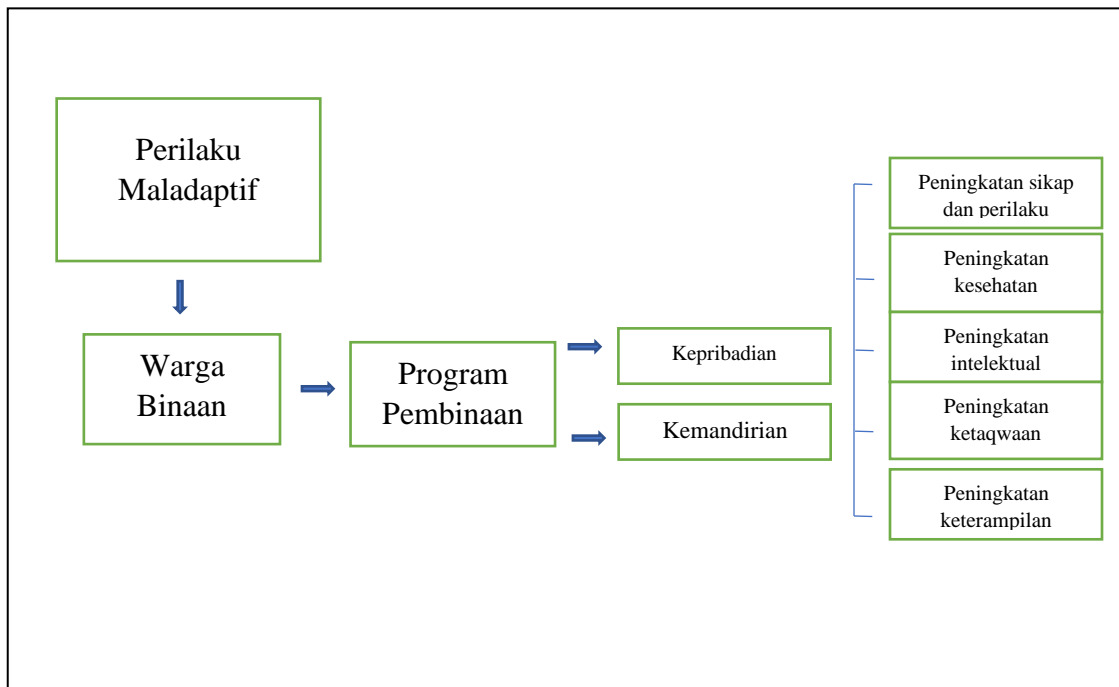 Perilaku
Maladaptif
Warga
Binaan
Program
Pembinaan
Kepribadian
Kemandirian
Peningkatan sikap
dan perilaku
Peningkatan
kesehatan
Peningkatan
intelektual
Peningkatan
ketaqwaan
Peningkatan
keterampilan